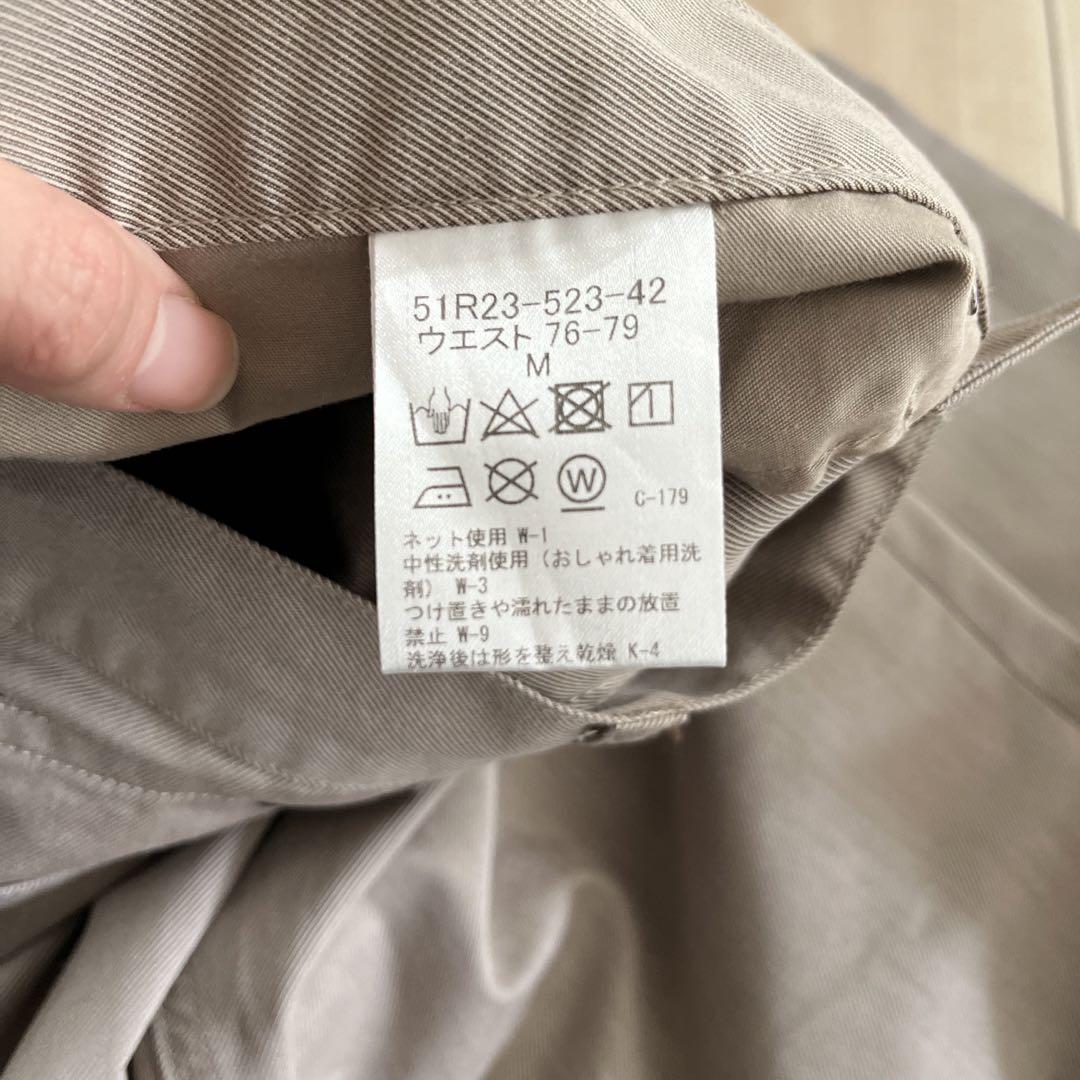 51R23-523-42
ウエスト 76-79
M
W C-179
ネット使用 W-1
中性洗剤使用（おしゃれ着用洗
剤） W-3
つけ置きや濡れたままの放置
禁止 W-9
洗浄後は形を整え乾燥 K-4